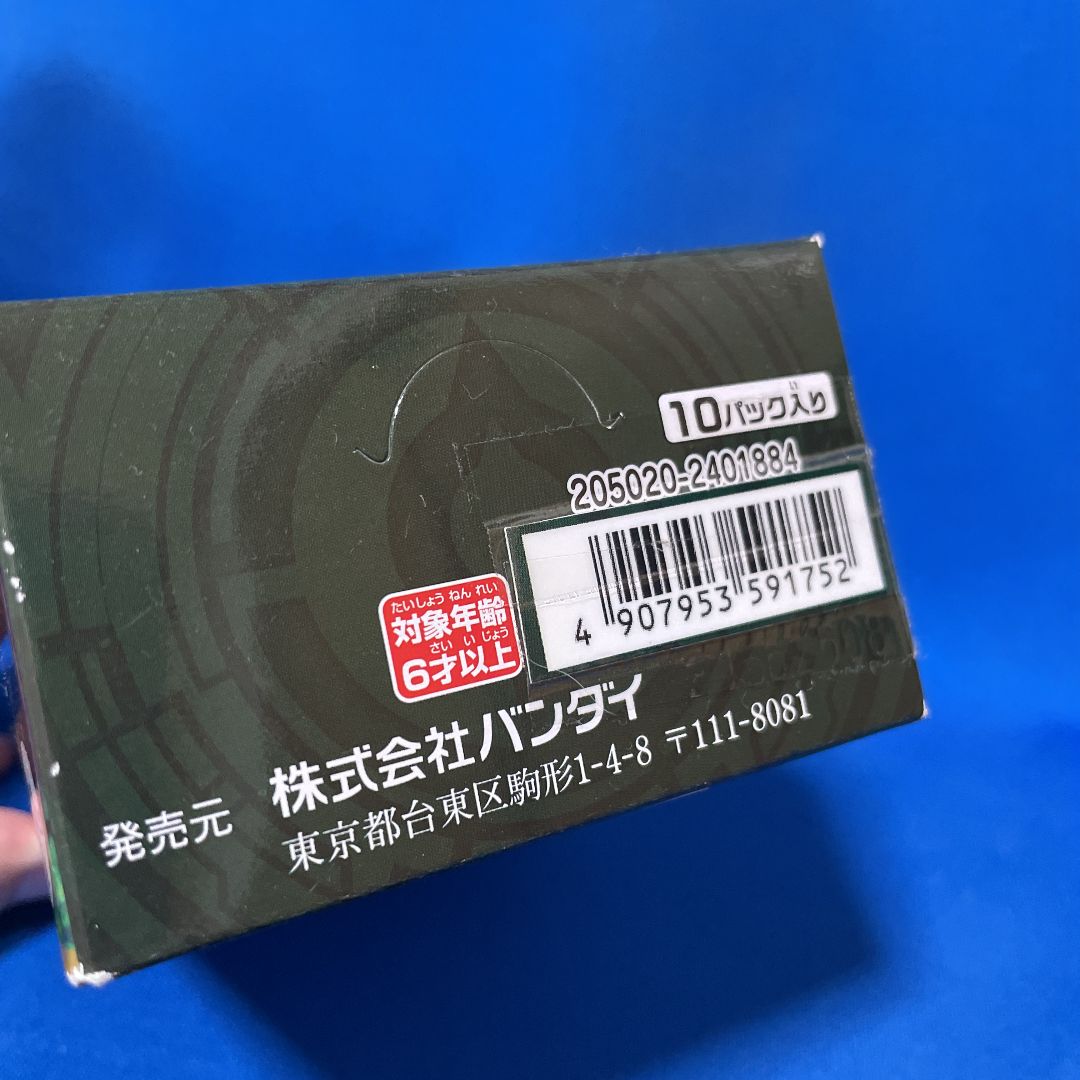 10パック入り
い
205020-2401884
4 907953 591752
たいしょう ねん れい
対象年齢
さい い じょう
6才以上
発売元 株式会社バンダイ
東京都台東区駒形1-4-8 〒111-8081